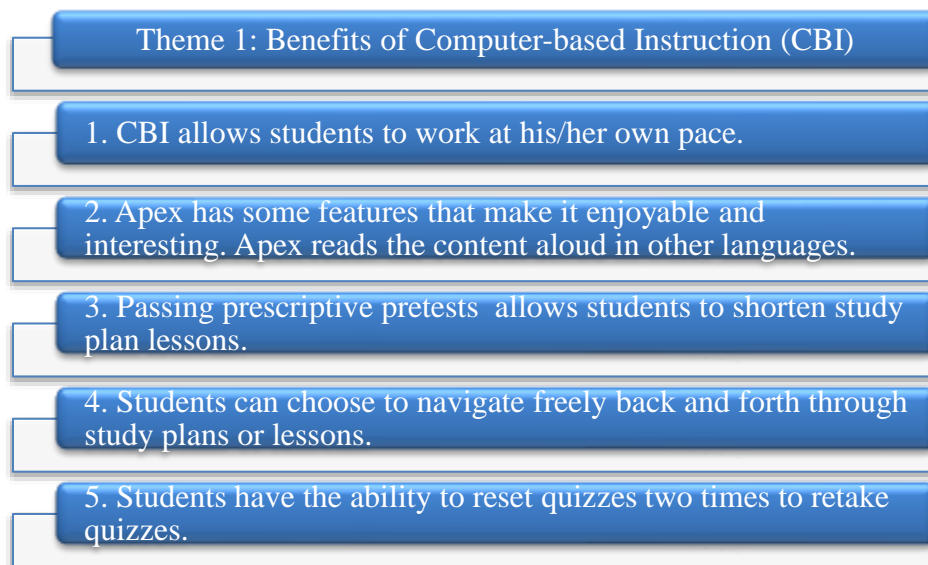 Theme 1: Benefits of Computer-based Instruction (CBI)
1. CBI allows students to work at his/her own pace.
2. Apex has some features that make it enjoyable and
interesting. Apex reads the content aloud in other languages.
3. Passing prescriptive pretests  allows students to shorten study
plan lessons.
4. Students can choose to navigate freely back and forth through
study plans or lessons.
5. Students have the ability to reset quizzes two times to retake
quizzes.